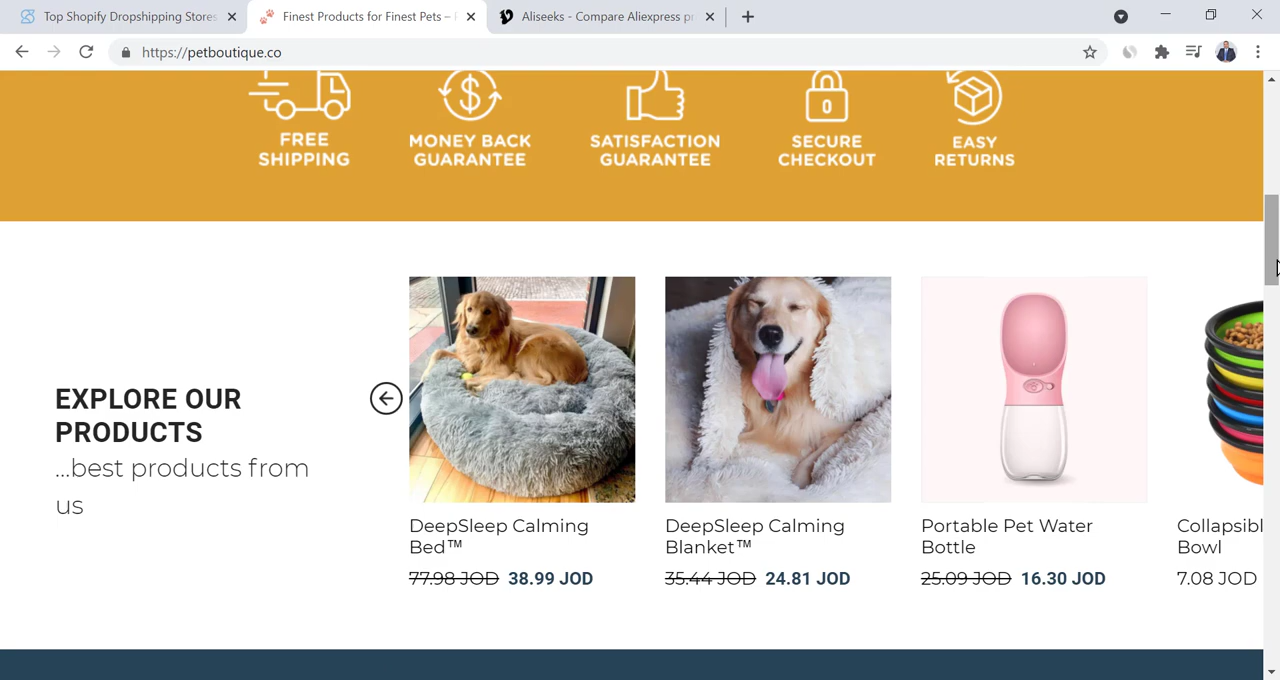 Top Shopify Dropshipping Stores
Finest Products for Finest Pets –
Aliseeks - Compare Aliexpress pr
https://petboutique.co
FREE
SHIPPING
MONEY BACK
GUARANTEE
SATISFACTION
GUARANTEE
SECURE
CHECKOUT
EASY
RETURNS
EXPLORE OUR
PRODUCTS
...best products from
us
DeepSleep Calming
Bed™
77.98 JOD 38.99 JOD
DeepSleep Calming
Blanket™
35.44 JOD 24.81 JOD
Portable Pet Water
Bottle
25.09 JOD 16.30 JOD
Collapsibl
Bowl
7.08 JOD